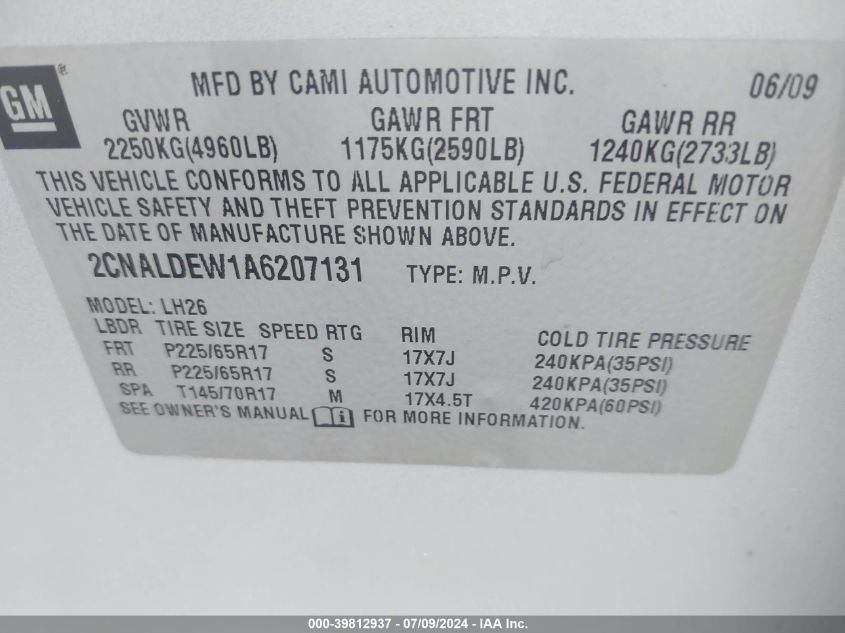 GM®
MFD BY CAMI AUTOMOTIVE INC. 06/09
GVWR GAWR FRT GAWR RR
2250KG(4960LB) 1175KG(2590LB) 1240KG(2733LB)
THIS VEHICLE CONFORMS TO ALL APPLICABLE U.S. FEDERAL MOTOR
VEHICLE SAFETY AND THEFT PREVENTION STANDARDS IN EFFECT ON
THE DATE OF MANUFACTURE SHOWN ABOVE.
2CNALDEW1A6207131 TYPE: M.P.V.
MODEL: LH26
LBDR TIRE SIZE SPEED RTG RIM COLD TIRE PRESSURE
FRT P225/65R17 S 17X7J 240KPA(35PSI)
RR P225/65R17 S 17X7J 240KPA(35PSI)
SPA T145/70R17 M 17X4.5T 420KPA(60PSI)
SEE OWNER'S MANUAL i FOR MORE INFORMATION.
000-39812937 - 07/09/2024 - IAA Inc.